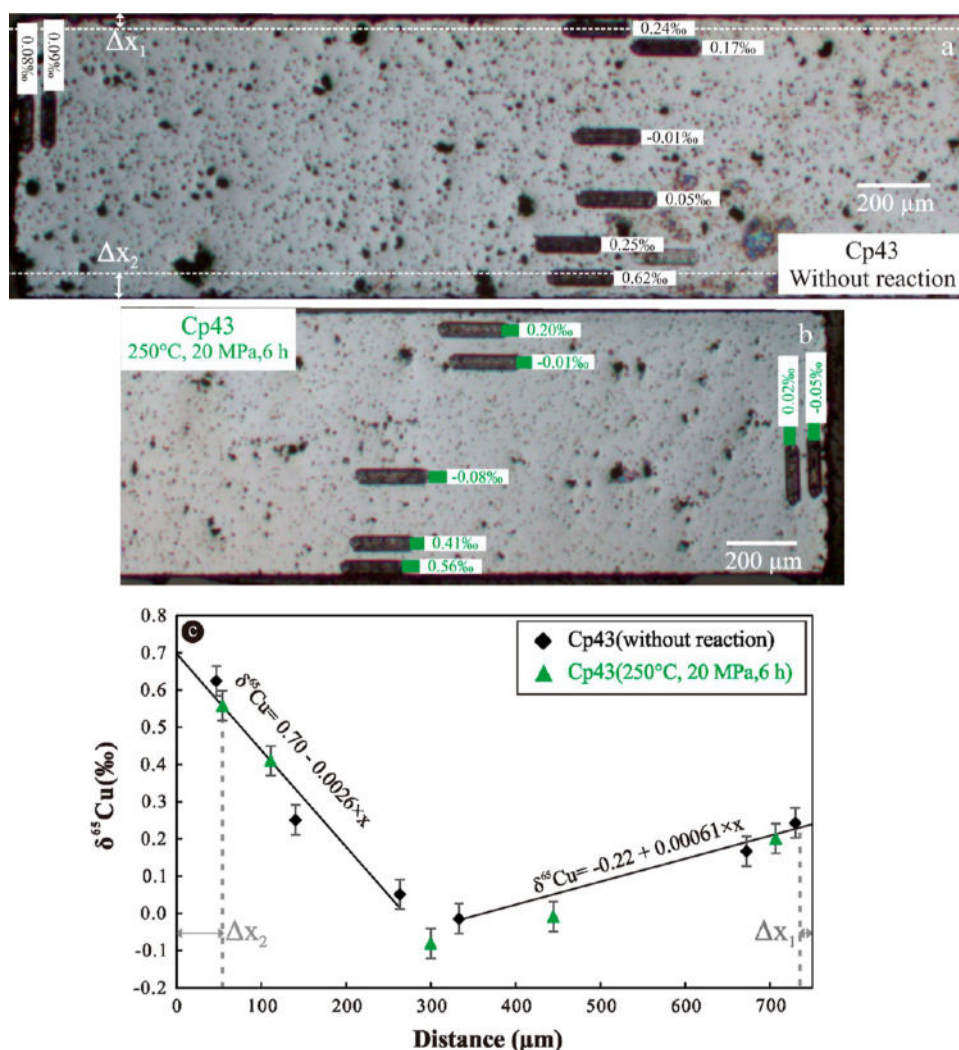 Δx₁
0.08‰
0.09‰
0.24‰
0.17‰
a
-0.01‰
0.05‰
200 μm
0.25‰
Δx₂
0.62‰
Cp43
Without reaction
Cp43
250°C, 20 MPa,6 h
0.20‰
b
-0.01‰
0.02‰
-0.05‰
-0.08‰
0.41‰
0.56‰
200 μm
c
0.8
0.7
0.6
0.5
0.4
0.3
0.2
0.1
0.0
-0.1
-0.2
δ⁶⁵Cu(‰)
Cp43(without reaction)
Cp43(250°C, 20 MPa,6 h)
δ⁶⁵Cu= 0.70 - 0.0026×x
δ⁶⁵Cu= -0.22 + 0.00061×x
Δx₂
Δx₁
0 100 200 300 400 500 600 700
Distance (μm)